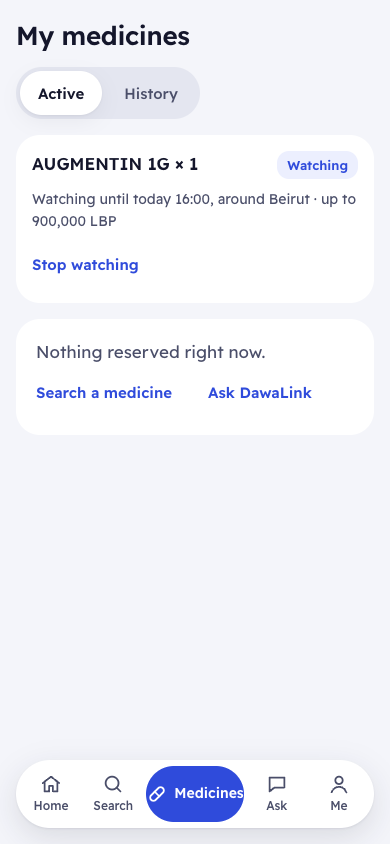 My medicines
Active
History
AUGMENTIN 1G × 1
Watching
Watching until today 16:00, around Beirut · up to
900,000 LBP
Stop watching
Nothing reserved right now.
Search a medicine
Ask DawaLink
Home
Search
Medicines
Ask
Me